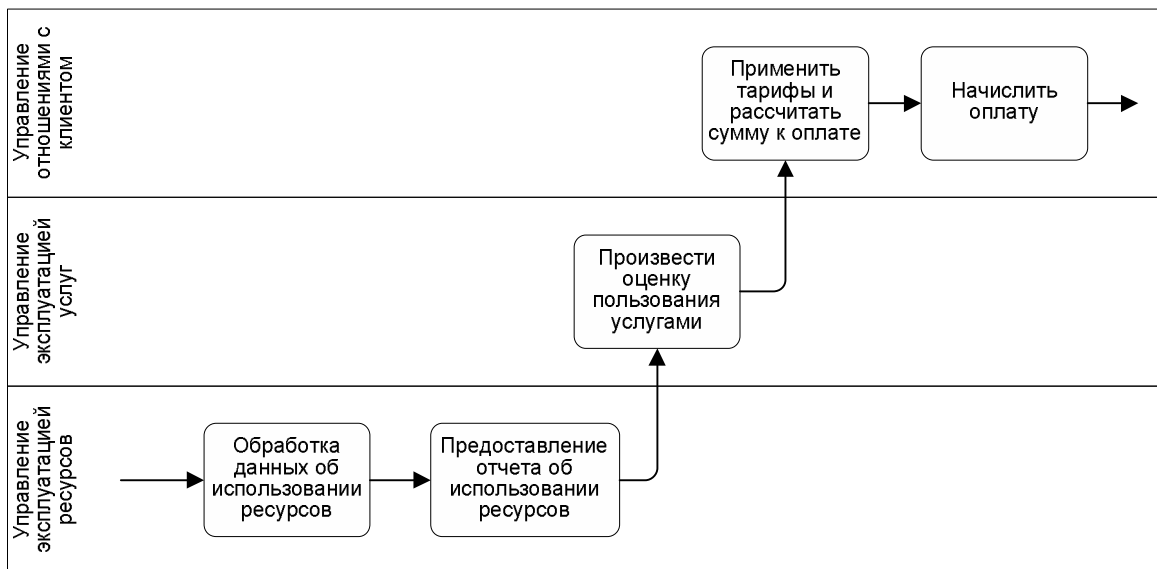 Управление
отношениями с
клиентом
Применить
тарифы и
рассчитать
сумму к оплате
Начислить
оплату
Управление
эксплуатацией
услуг
Произвести
оценку
пользования
услугами
Управление
эксплуатацией
ресурсов
Обработка
данных об
использовании
ресурсов
Предоставление
отчета об
использовании
ресурсов